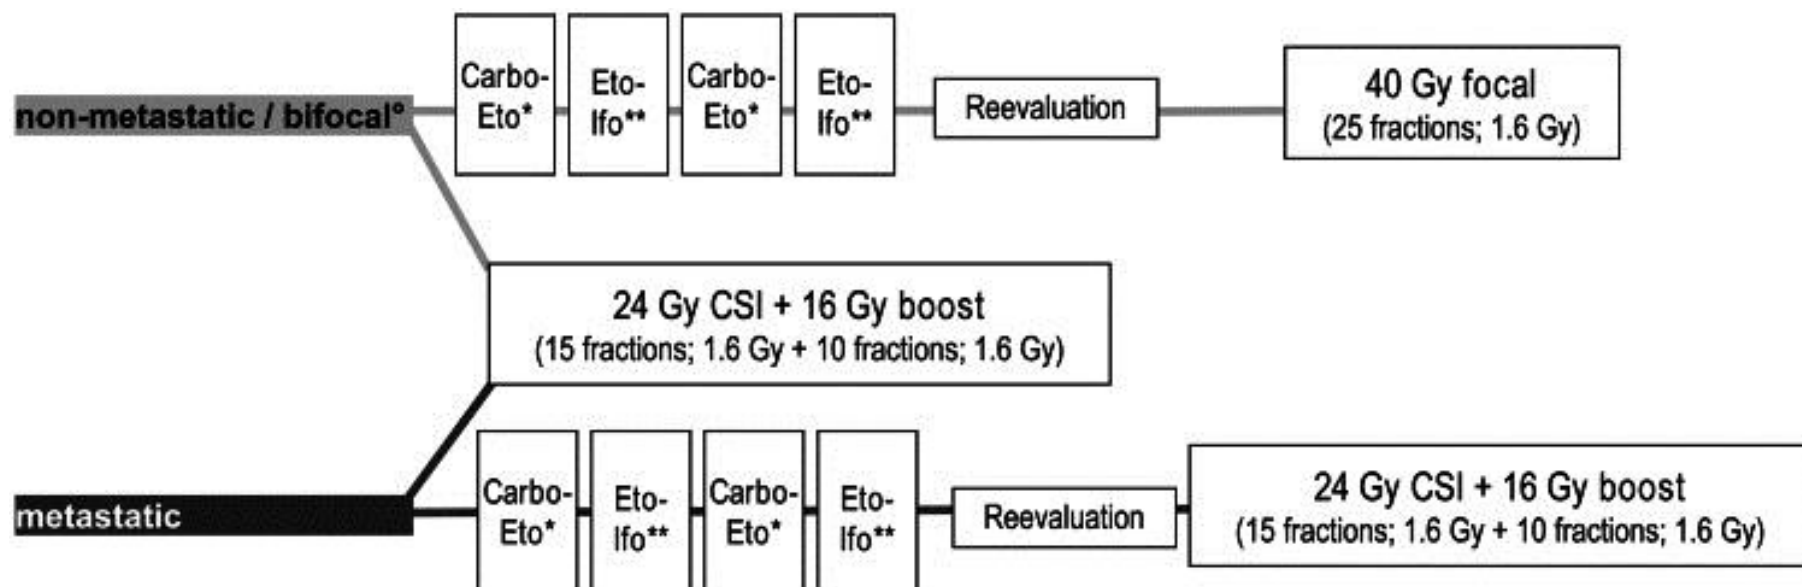 non-metastatic / bifocal°
Carbo-
Eto*
Eto-
Ifo**
Carbo-
Eto*
Eto-
Ifo**
Reevaluation
40 Gy focal
(25 fractions; 1.6 Gy)
24 Gy CSI + 16 Gy boost
(15 fractions; 1.6 Gy + 10 fractions; 1.6 Gy)
metastatic
Carbo-
Eto*
Eto-
Ifo**
Carbo-
Eto*
Eto-
Ifo**
Reevaluation
24 Gy CSI + 16 Gy boost
(15 fractions; 1.6 Gy + 10 fractions; 1.6 Gy)